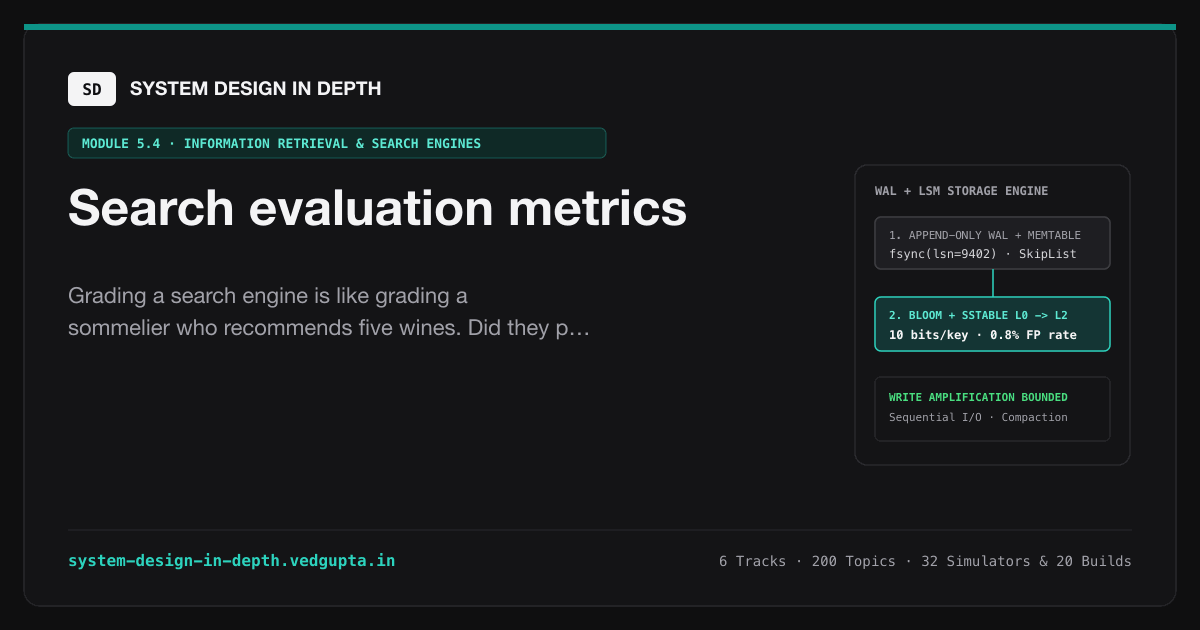 SD SYSTEM DESIGN IN DEPTH
MODULE 5.4 · INFORMATION RETRIEVAL & SEARCH ENGINES
Search evaluation metrics
Grading a search engine is like grading a
sommelier who recommends five wines. Did they p…
WAL + LSM STORAGE ENGINE
1. APPEND-ONLY WAL + MEMTABLE
fsync(lsn=9402) · SkipList
2. BLOOM + SSTABLE L0 -> L2
10 bits/key · 0.8% FP rate
WRITE AMPLIFICATION BOUNDED
Sequential I/O · Compaction
system-design-in-depth.vedgupta.in
6 Tracks · 200 Topics · 32 Simulators & 20 Builds